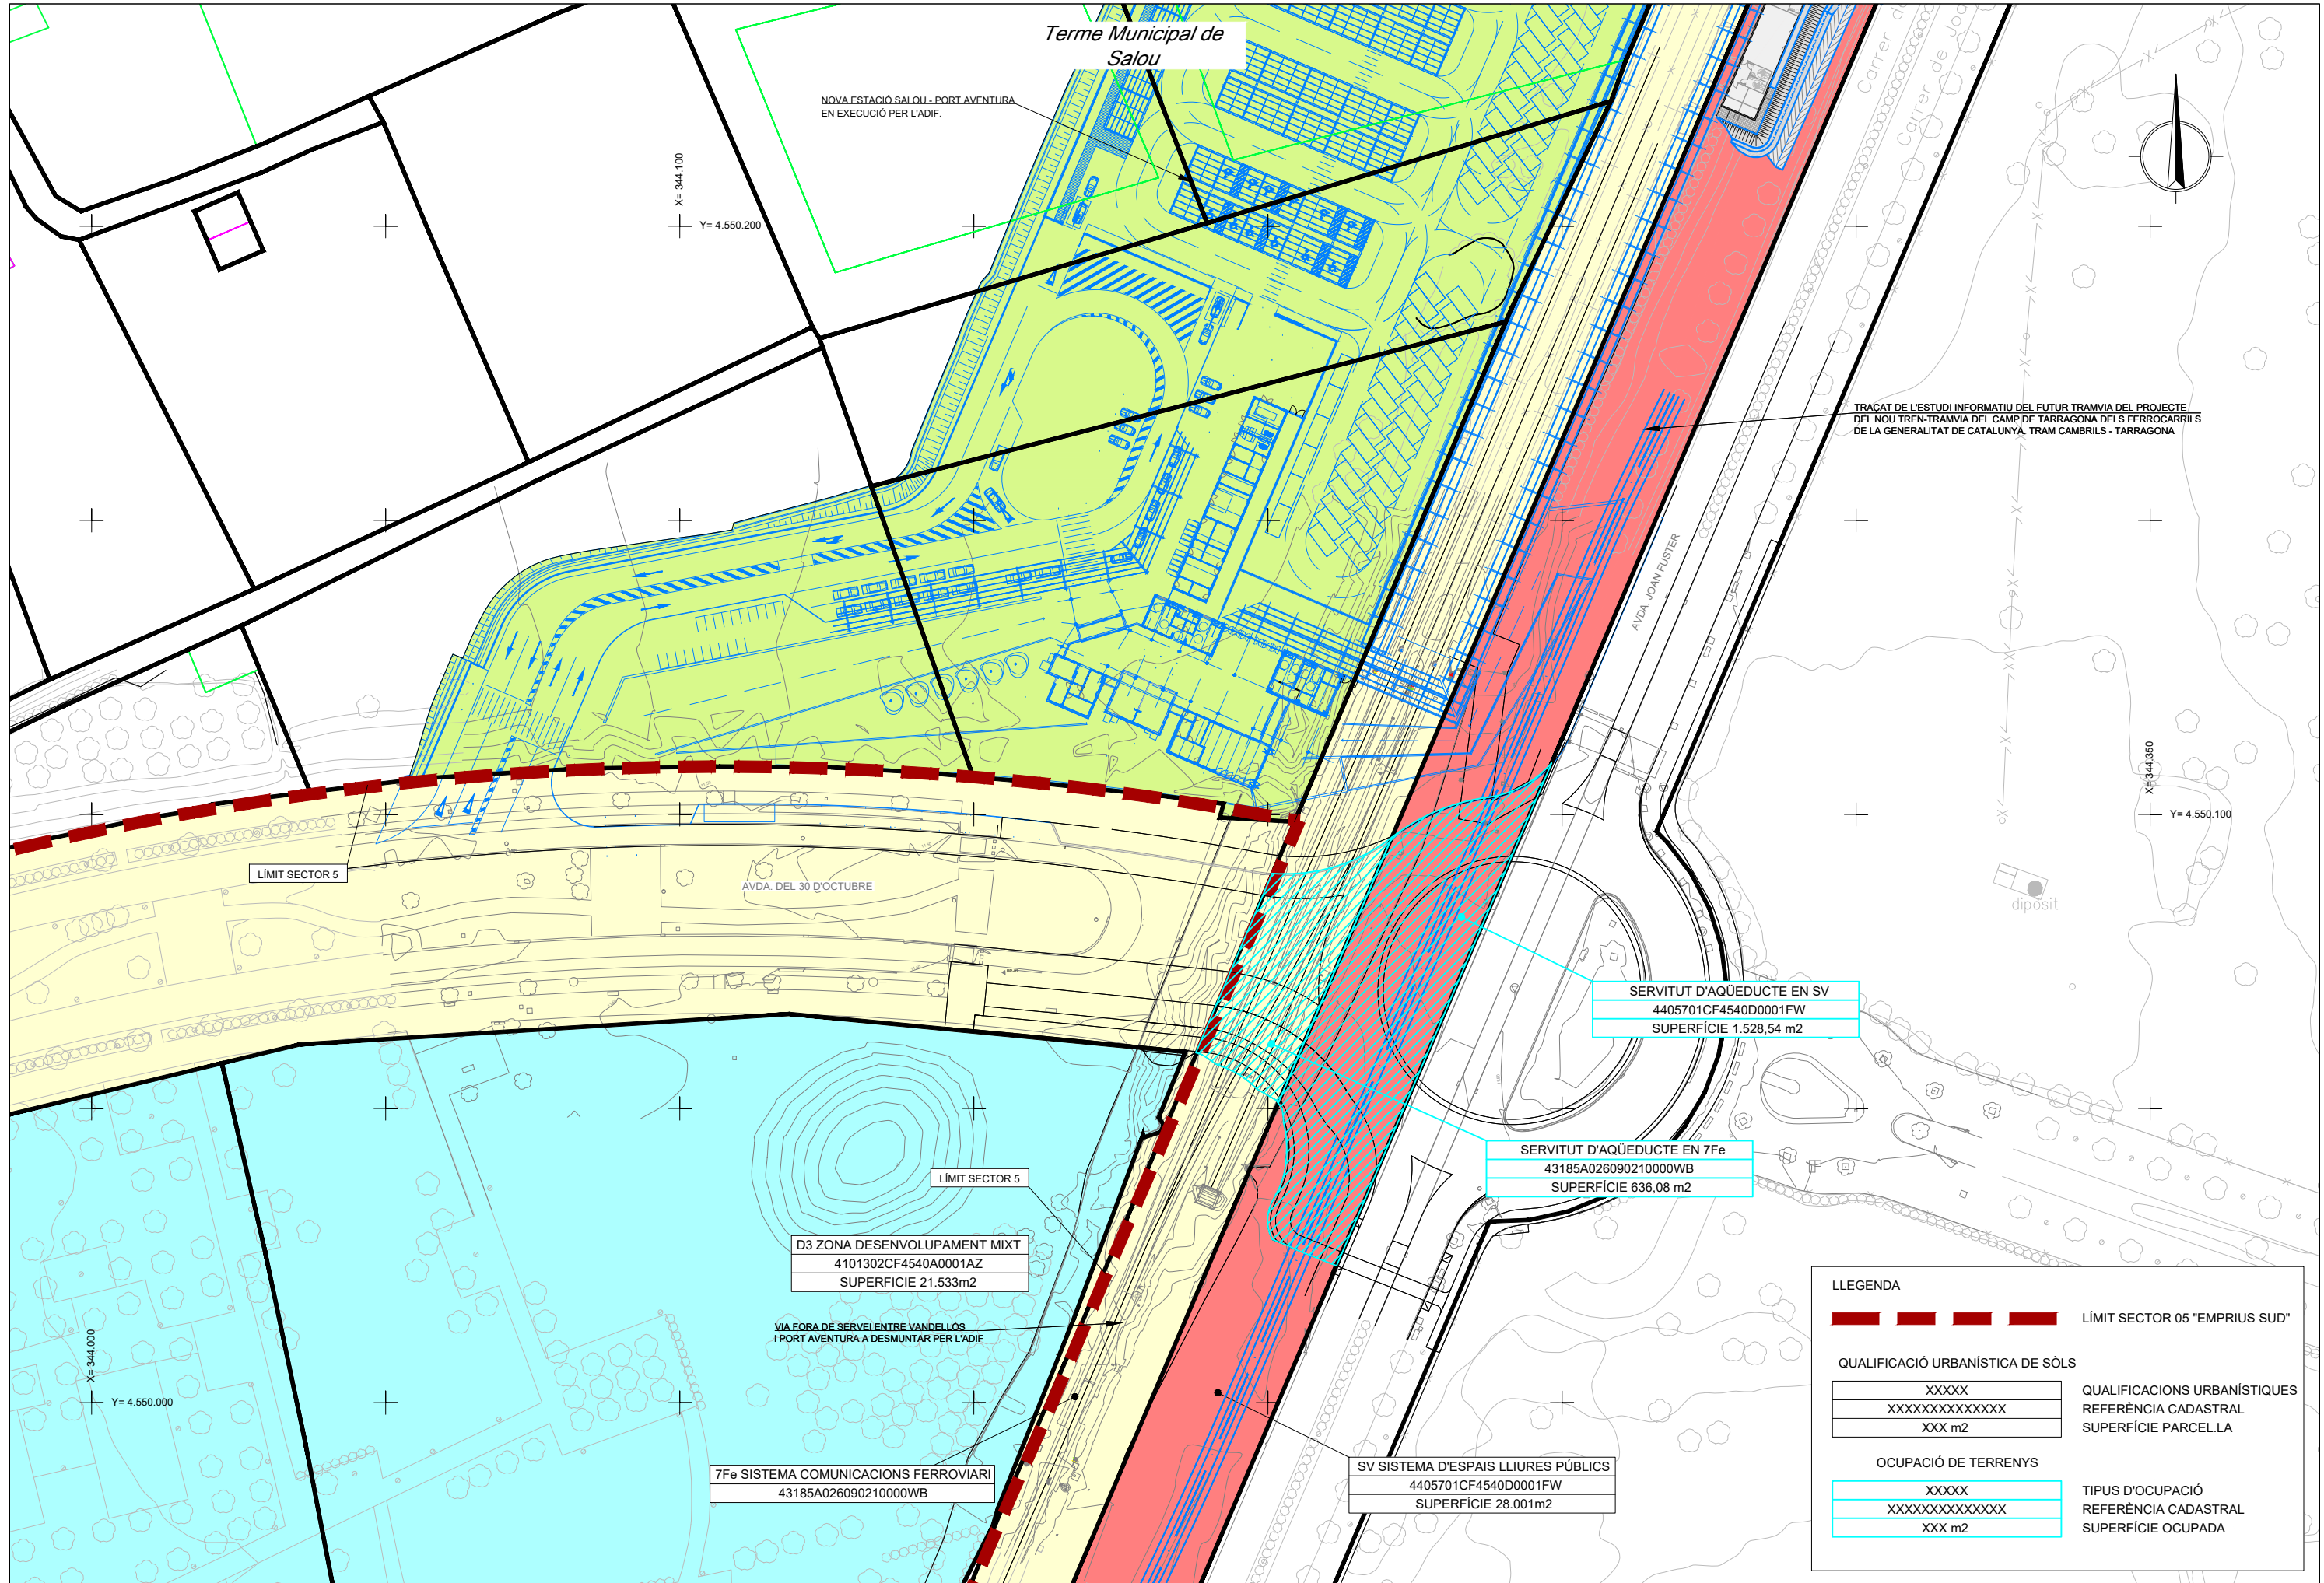 Terme Municipal de
Salou
NOVA ESTACIÓ SALOU - PORT AVENTURA
EN EXECUCIÓ PER L'ADIF.
X= 344.100
Y= 4.550.200
Carrer de
Carrer de
TRAÇAT DE L'ESTUDI INFORMATIU DEL FUTUR TRAMVIA DEL PROJECTE
DEL NOU TREN-TRAMVIA DEL CAMP DE TARRAGONA DELS FERROCARRILS
DE LA GENERALITAT DE CATALUNYA. TRAM CAMBRILS - TARRAGONA
AVDA. JOAN FUSTER
X= 344.350
Y= 4.550.100
LÍMIT SECTOR 5
AVDA. DEL 30 D'OCTUBRE
dipòsit
SERVITUT D'AQÜEDUCTE EN SV
4405701CF4540D0001FW
SUPERFÍCIE 1.528,54 m2
SERVITUT D'AQÜEDUCTE EN 7Fe
43185A026090210000WB
SUPERFÍCIE 636,08 m2
LÍMIT SECTOR 5
D3 ZONA DESENVOLUPAMENT MIXT
4101302CF4540A0001AZ
SUPERFICIE 21.533m2
VIA FORA DE SERVEI ENTRE VANDELLÒS
I PORT AVENTURA A DESMUNTAR PER L'ADIF
X= 344.000
Y= 4.550.000
7Fe SISTEMA COMUNICACIONS FERROVIARI
43185A026090210000WB
SV SISTEMA D'ESPAIS LLIURES PÚBLICS
4405701CF4540D0001FW
SUPERFÍCIE 28.001m2
LLEGENDA
LÍMIT SECTOR 05 "EMPRIUS SUD"
QUALIFICACIÓ URBANÍSTICA DE SÒLS
XXXXX QUALIFICACIONS URBANÍSTIQUES
XXXXXXXXXXXXXX REFERÈNCIA CADASTRAL
XXX m2 SUPERFÍCIE PARCEL.LA
OCUPACIÓ DE TERRENYS
XXXXX TIPUS D'OCUPACIÓ
XXXXXXXXXXXXXX REFERÈNCIA CADASTRAL
XXX m2 SUPERFÍCIE OCUPADA